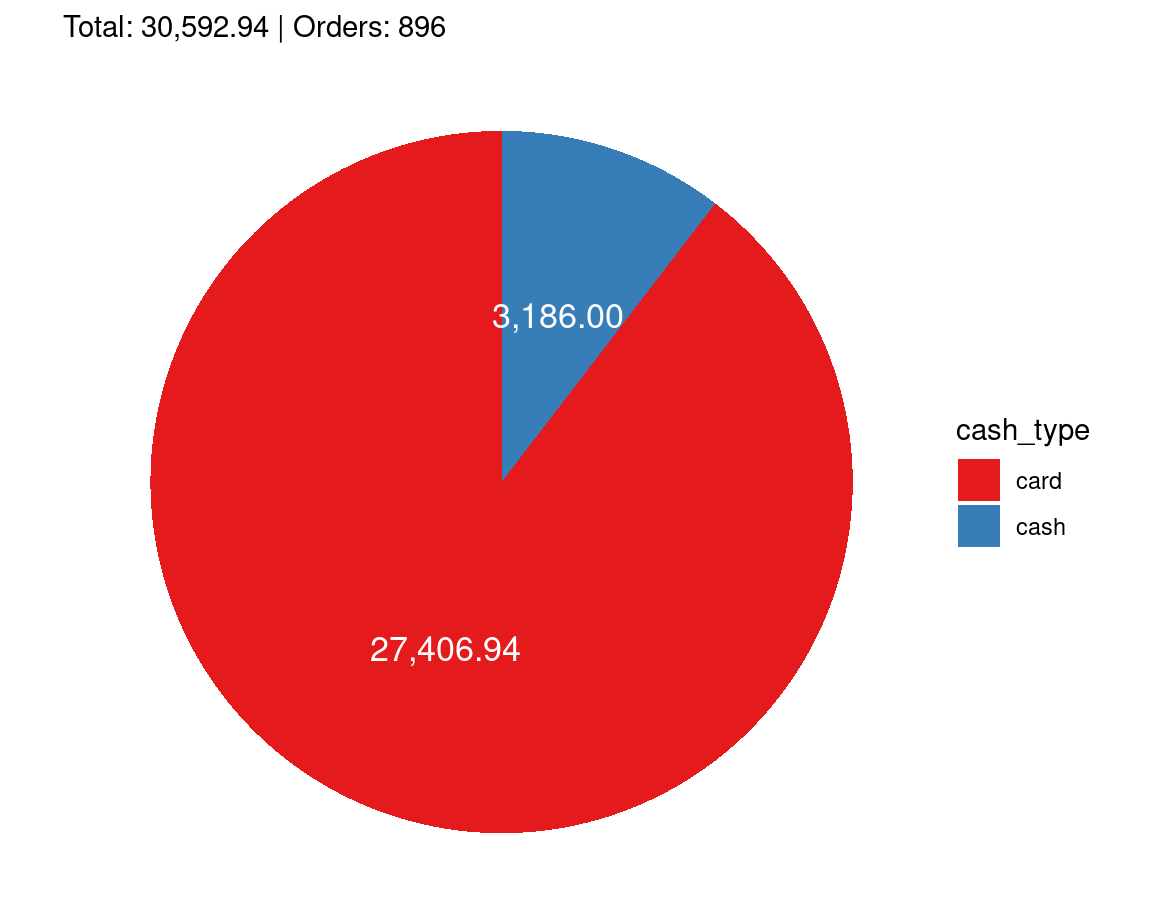 Total: 30,592.94 | Orders: 896
3,186.00
27,406.94
cash_type
card
cash